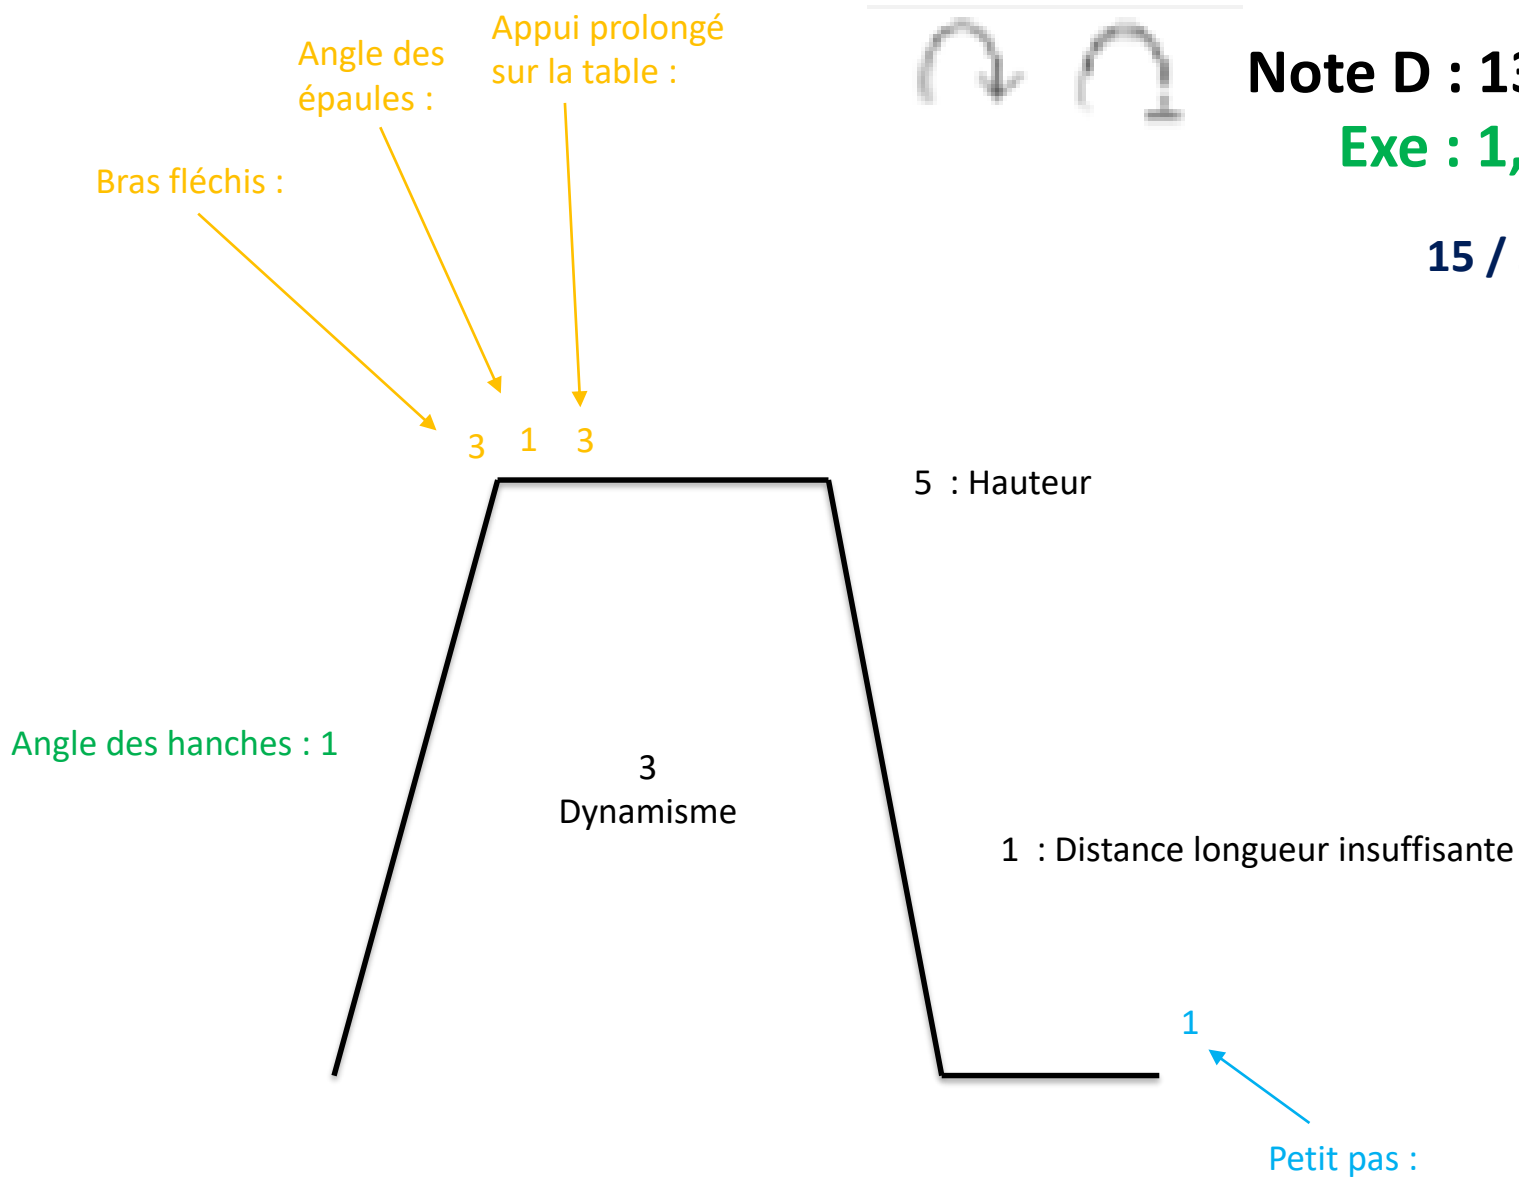 Appui prolongé
sur la table :
Angle des
épaules :
Bras fléchis :
Note D : 13
Exe : 1,
15 /
3 1 3
5 : Hauteur
Angle des hanches : 1
3
Dynamisme
1 : Distance longueur insuffisante
1
Petit pas :